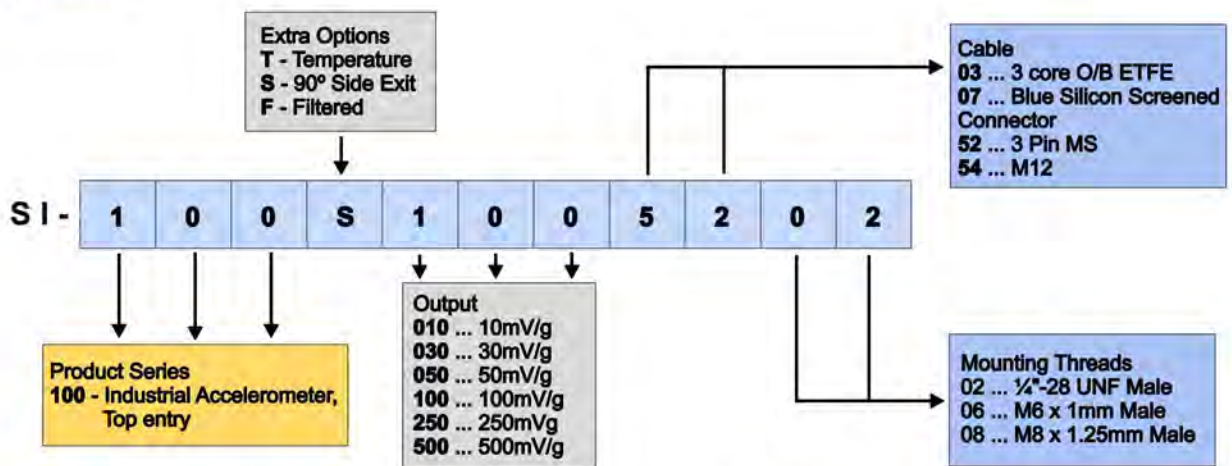 Extra Options
T - Temperature
S - 90º Side Exit
F - Filtered
Cable
03 ... 3 core O/B ETFE
07 ... Blue Silicon Screened
Connector
52 ... 3 Pin MS
54 ... M12
SI- 1 0 0 S 1 0 0 5 2 0 2
Product Series
100 - Industrial Accelerometer,
Top entry
Output
010 ... 10mV/g
030 ... 30mV/g
050 ... 50mV/g
100 ... 100mV/g
250 ... 250mVg
500 ... 500mV/g
Mounting Threads
02 ... ¼"-28 UNF Male
06 ... M6 x 1mm Male
08 ... M8 x 1.25mm Male